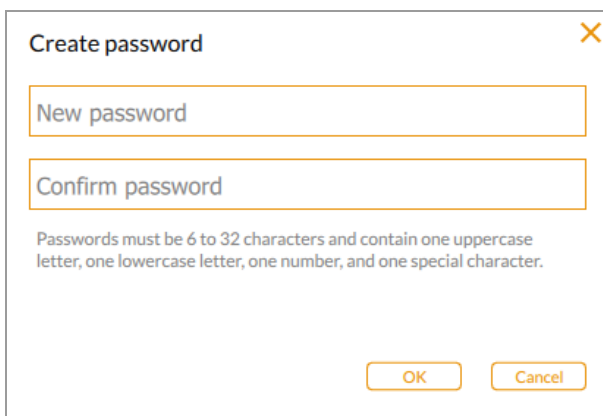 Create password
New password
Confirm password
Passwords must be 6 to 32 characters and contain one uppercase
letter, one lowercase letter, one number, and one special character.
OK
Cancel